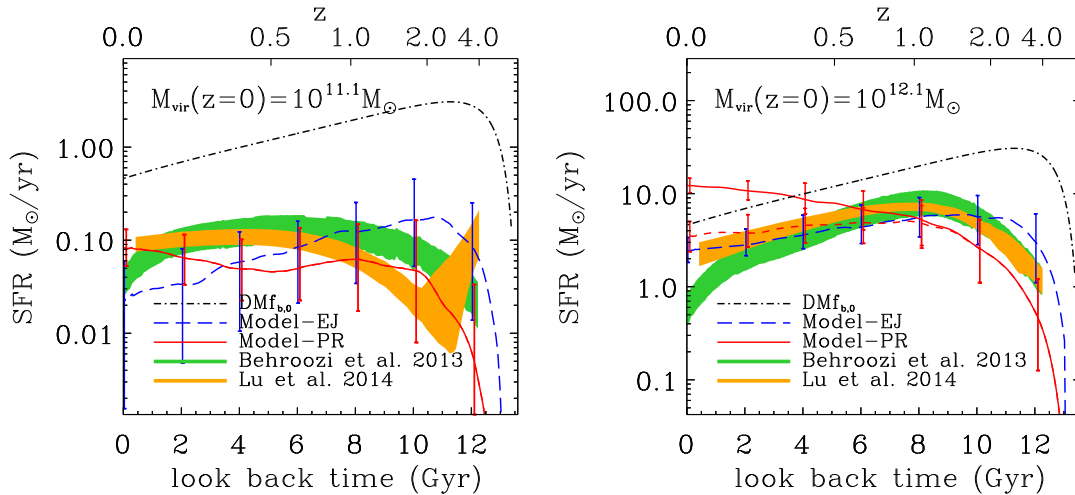 z
0.0 0.5 1.0 2.0 4.0
M_vir(z=0)=10^11.1 M_⊙
SFR (M_⊙/yr)
1.00
0.10
0.01
DMf_b,0
Model-EJ
Model-PR
Behroozi et al. 2013
Lu et al. 2014
0 2 4 6 8 10 12
look back time (Gyr)
z
0.0 0.5 1.0 2.0 4.0
M_vir(z=0)=10^12.1 M_⊙
SFR (M_⊙/yr)
100.0
10.0
1.0
0.1
DMf_b,0
Model-EJ
Model-PR
Behroozi et al. 2013
Lu et al. 2014
0 2 4 6 8 10 12
look back time (Gyr)